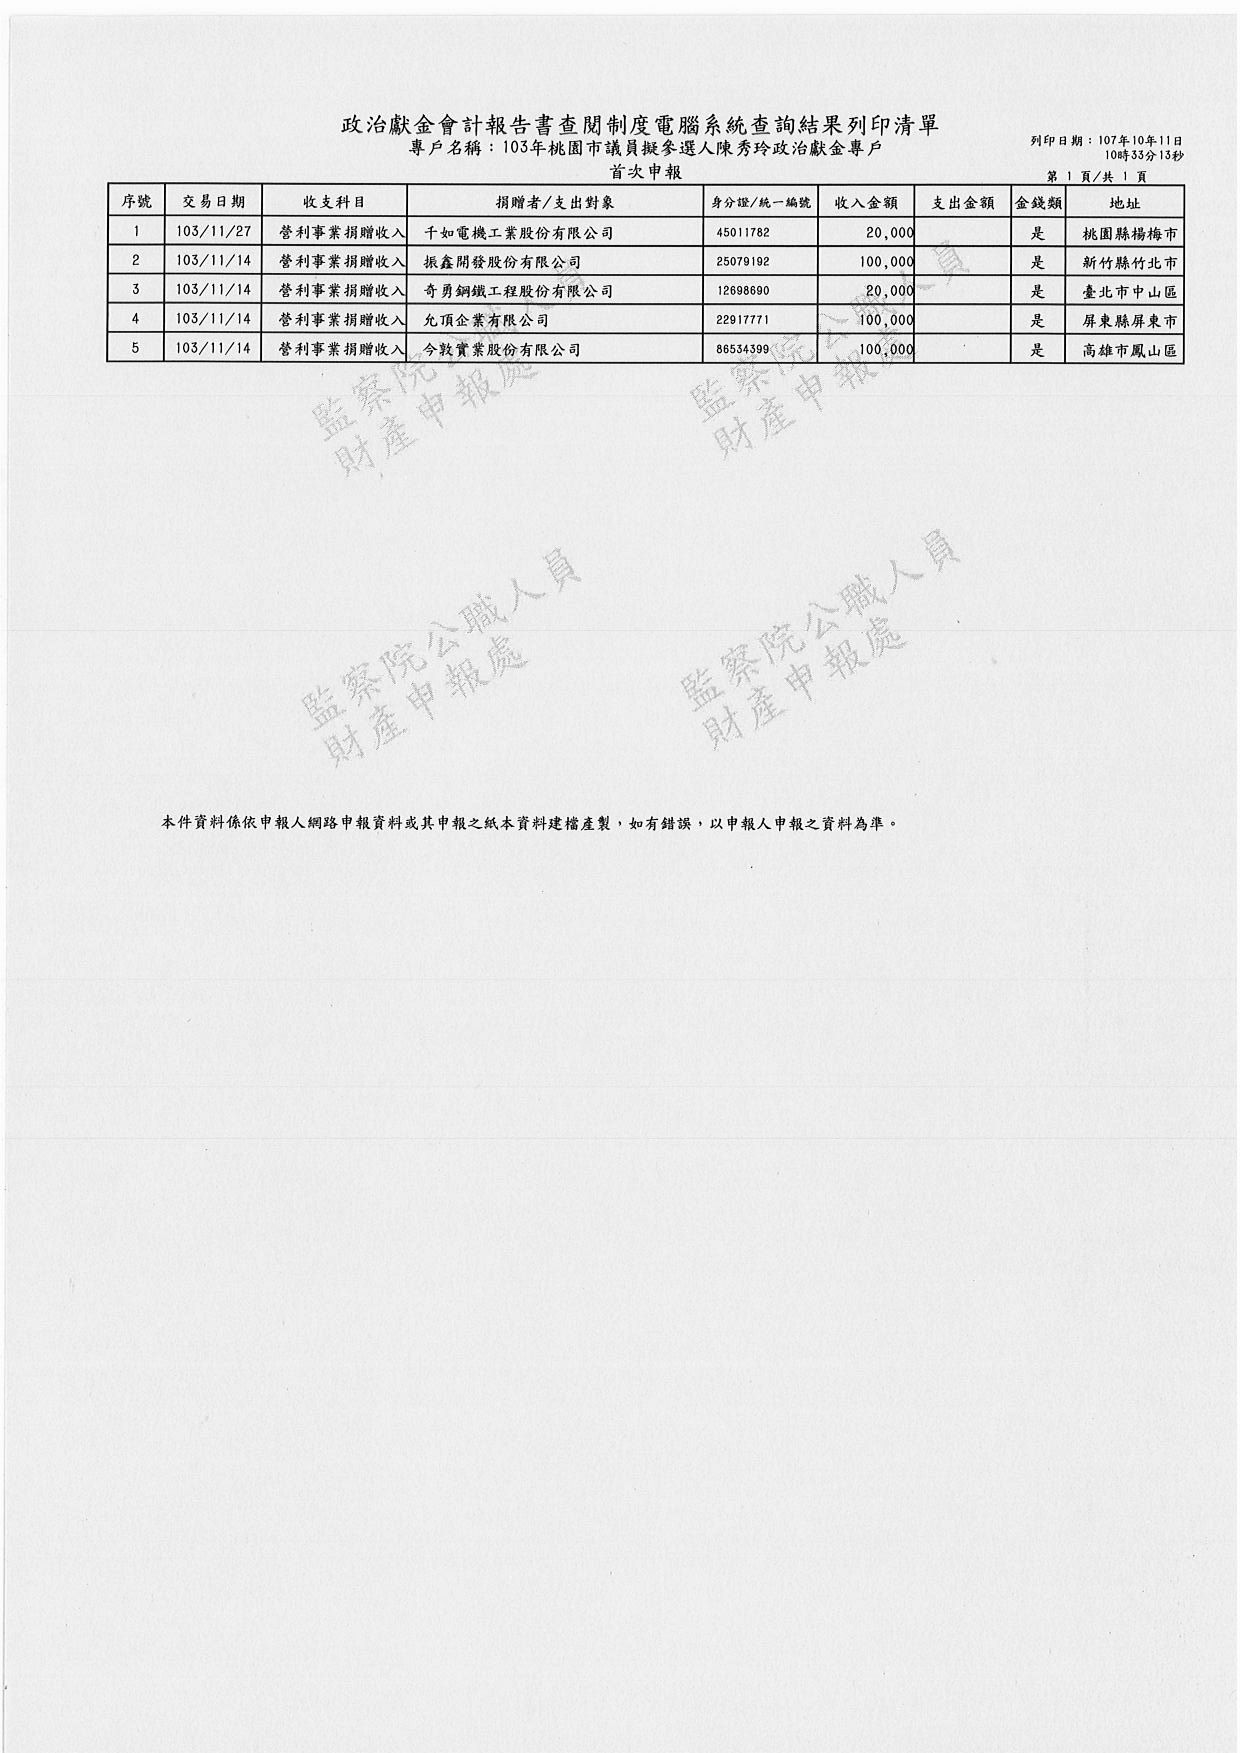 政治獻金會計報告書查閱制度電腦系統查詢結果列印清單
專戶名稱：103年桃園市議員擬參選人陳秀玲政治獻金專戶
首次申報
列印日期：107年10年11日
10時33分13秒
第 1 頁/共 1 頁
序號 交易日期 收支科目 捐贈者/支出對象 身分證/統一編號 收入金額 支出金額 金錢類 地址
1 103/11/27 營利事業捐贈收入 千如電機工業股份有限公司 45011782 20,000 是 桃園縣楊梅市
2 103/11/14 營利事業捐贈收入 振鑫開發股份有限公司 25079192 100,000 是 新竹縣竹北市
3 103/11/14 營利事業捐贈收入 奇勇鋼鐵工程股份有限公司 12698690 20,000 是 臺北市中山區
4 103/11/14 營利事業捐贈收入 允頂企業有限公司 22917771 100,000 是 屏東縣屏東市
5 103/11/14 營利事業捐贈收入 今敦實業股份有限公司 86534399 100,000 是 高雄市鳳山區
監察院公職人員
財產申報處
監察院公職人員
財產申報處
監察院公職人員
財產申報處
監察院公職人員
財產申報處
本件資料係依申報人網路申報資料或其申報之紙本資料建檔產製，如有錯誤，以申報人申報之資料為準。